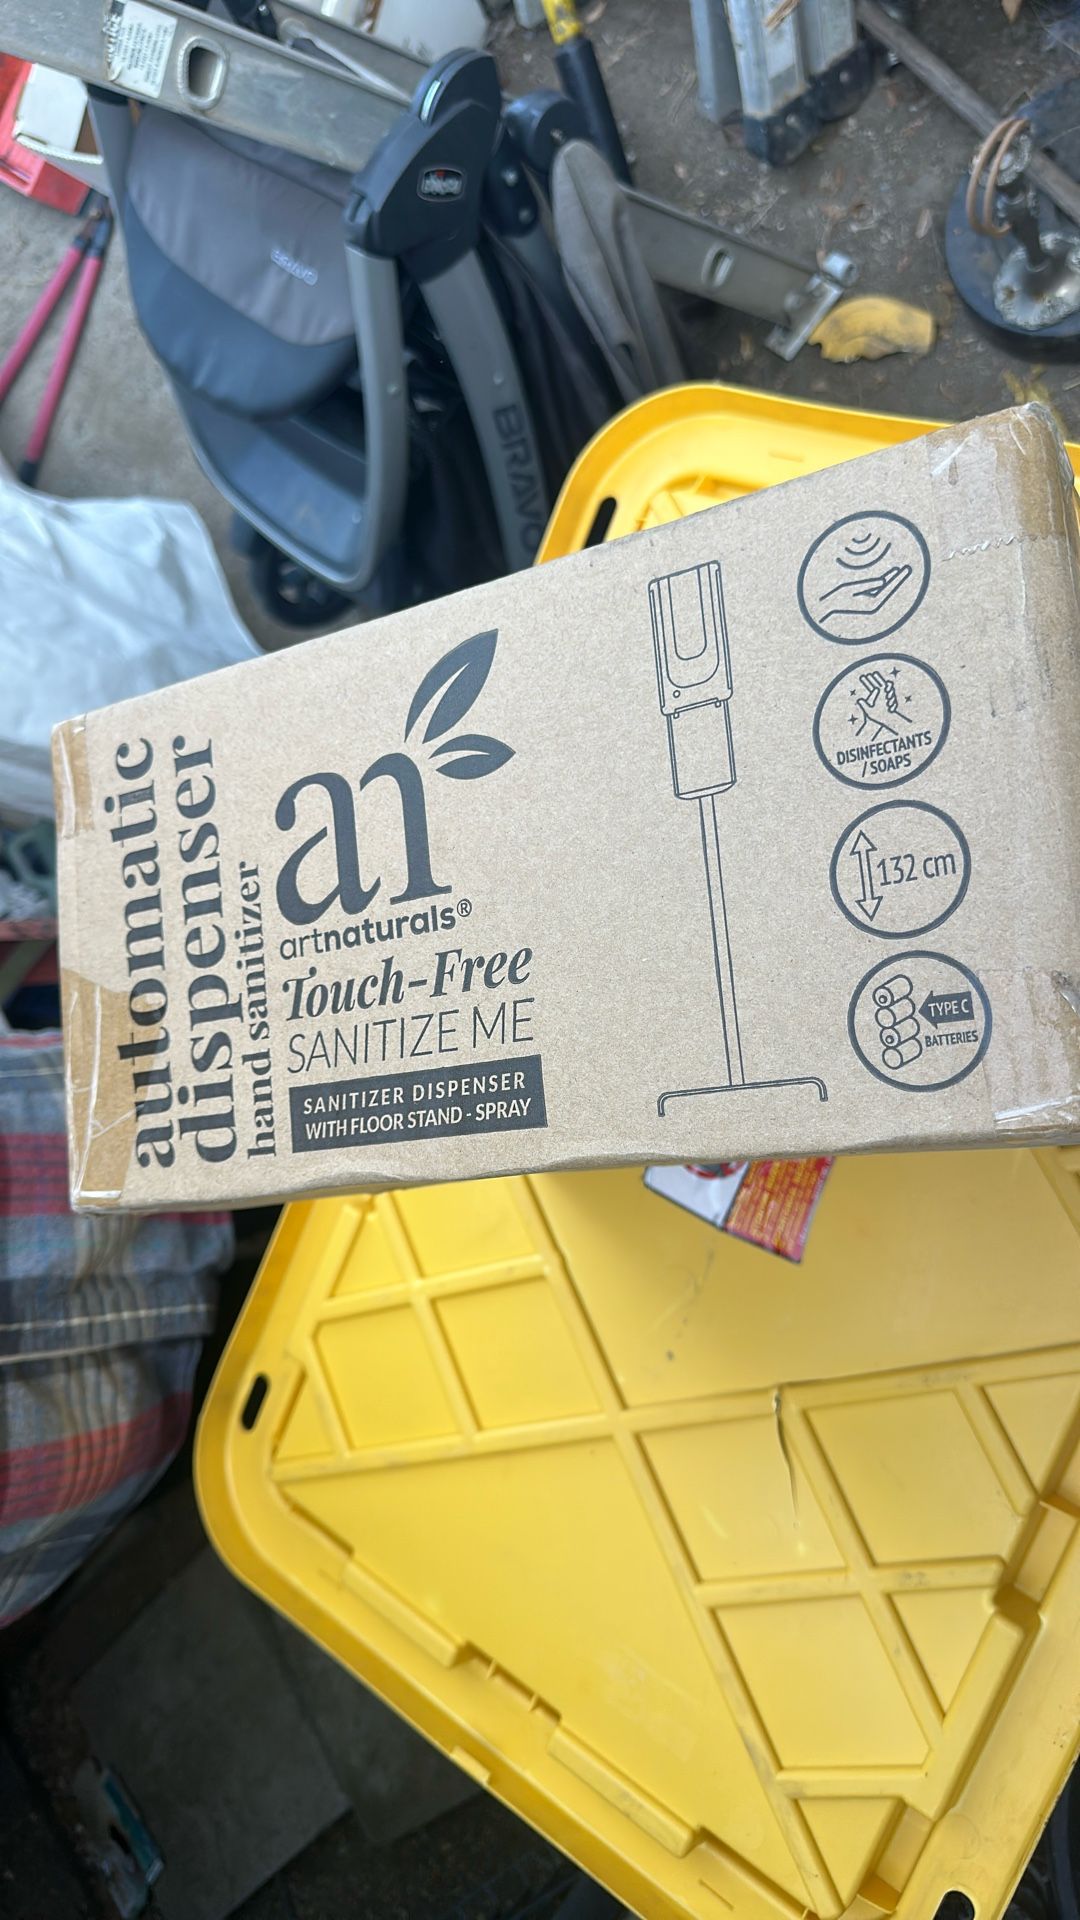 BRAVO
BRAVO
automatic
dispenser
hand sanitizer
artnaturals®
Touch-Free
SANITIZE ME
SANITIZER DISPENSER
WITH FLOOR STAND - SPRAY
DISINFECTANTS
/ SOAPS
132 cm
TYPE C
BATTERIES